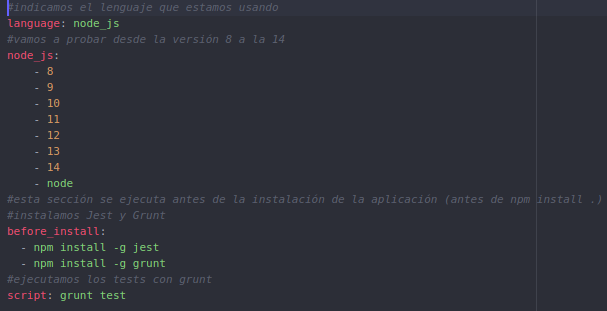 #indicamos el lenguaje que estamos usando
language: node_js
#vamos a probar desde la versión 8 a la 14
node_js:
    - 8
    - 9
    - 10
    - 11
    - 12
    - 13
    - 14
    - node
#esta sección se ejecuta antes de la instalación de la aplicación (antes de npm install .)
#instalamos Jest y Grunt
before_install:
  - npm install -g jest
  - npm install -g grunt
#ejecutamos los tests con grunt
script: grunt test